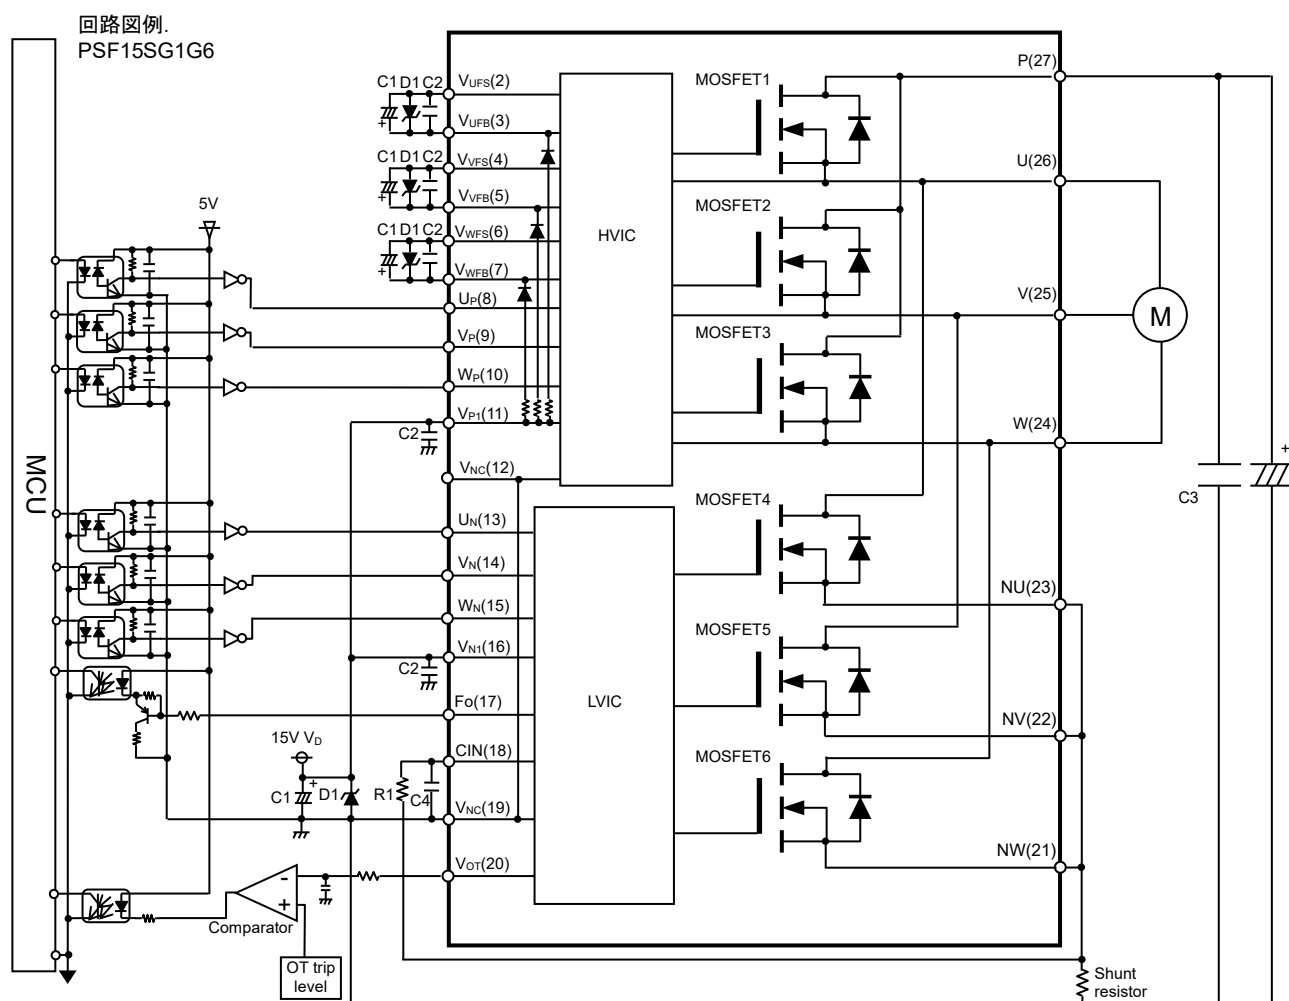 回路図例.
PSF15SG1G6
MCU
5V
C1 D1 C2
C1 D1 C2
C1 D1 C2
VUFS(2)
VUFB(3)
VVFS(4)
VVFB(5)
VWFS(6)
VWFB(7)
UP(8)
VP(9)
WP(10)
VP1(11)
C2
VNC(12)
UN(13)
VN(14)
WN(15)
VN1(16)
C2
Fo(17)
15V VD
CIN(18)
C1
+
D1
R1
C4
VNC(19)
VOT(20)
-
+
Comparator
OT trip
level
HVIC
LVIC
MOSFET1
MOSFET2
MOSFET3
MOSFET4
MOSFET5
MOSFET6
P(27)
U(26)
V(25)
W(24)
NU(23)
NV(22)
NW(21)
M
C3
+
Shunt
resistor